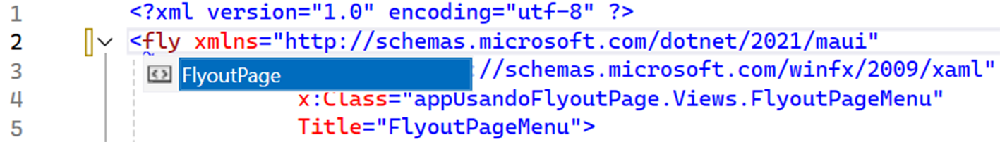 1 <?xml version="1.0" encoding="utf-8" ?>
2 <fly xmlns="http://schemas.microsoft.com/dotnet/2021/maui"
FlyoutPage
3 ://schemas.microsoft.com/winfx/2009/xaml"
4 x:Class="appUsandoFlyoutPage.Views.FlyoutPageMenu"
5 Title="FlyoutPageMenu">